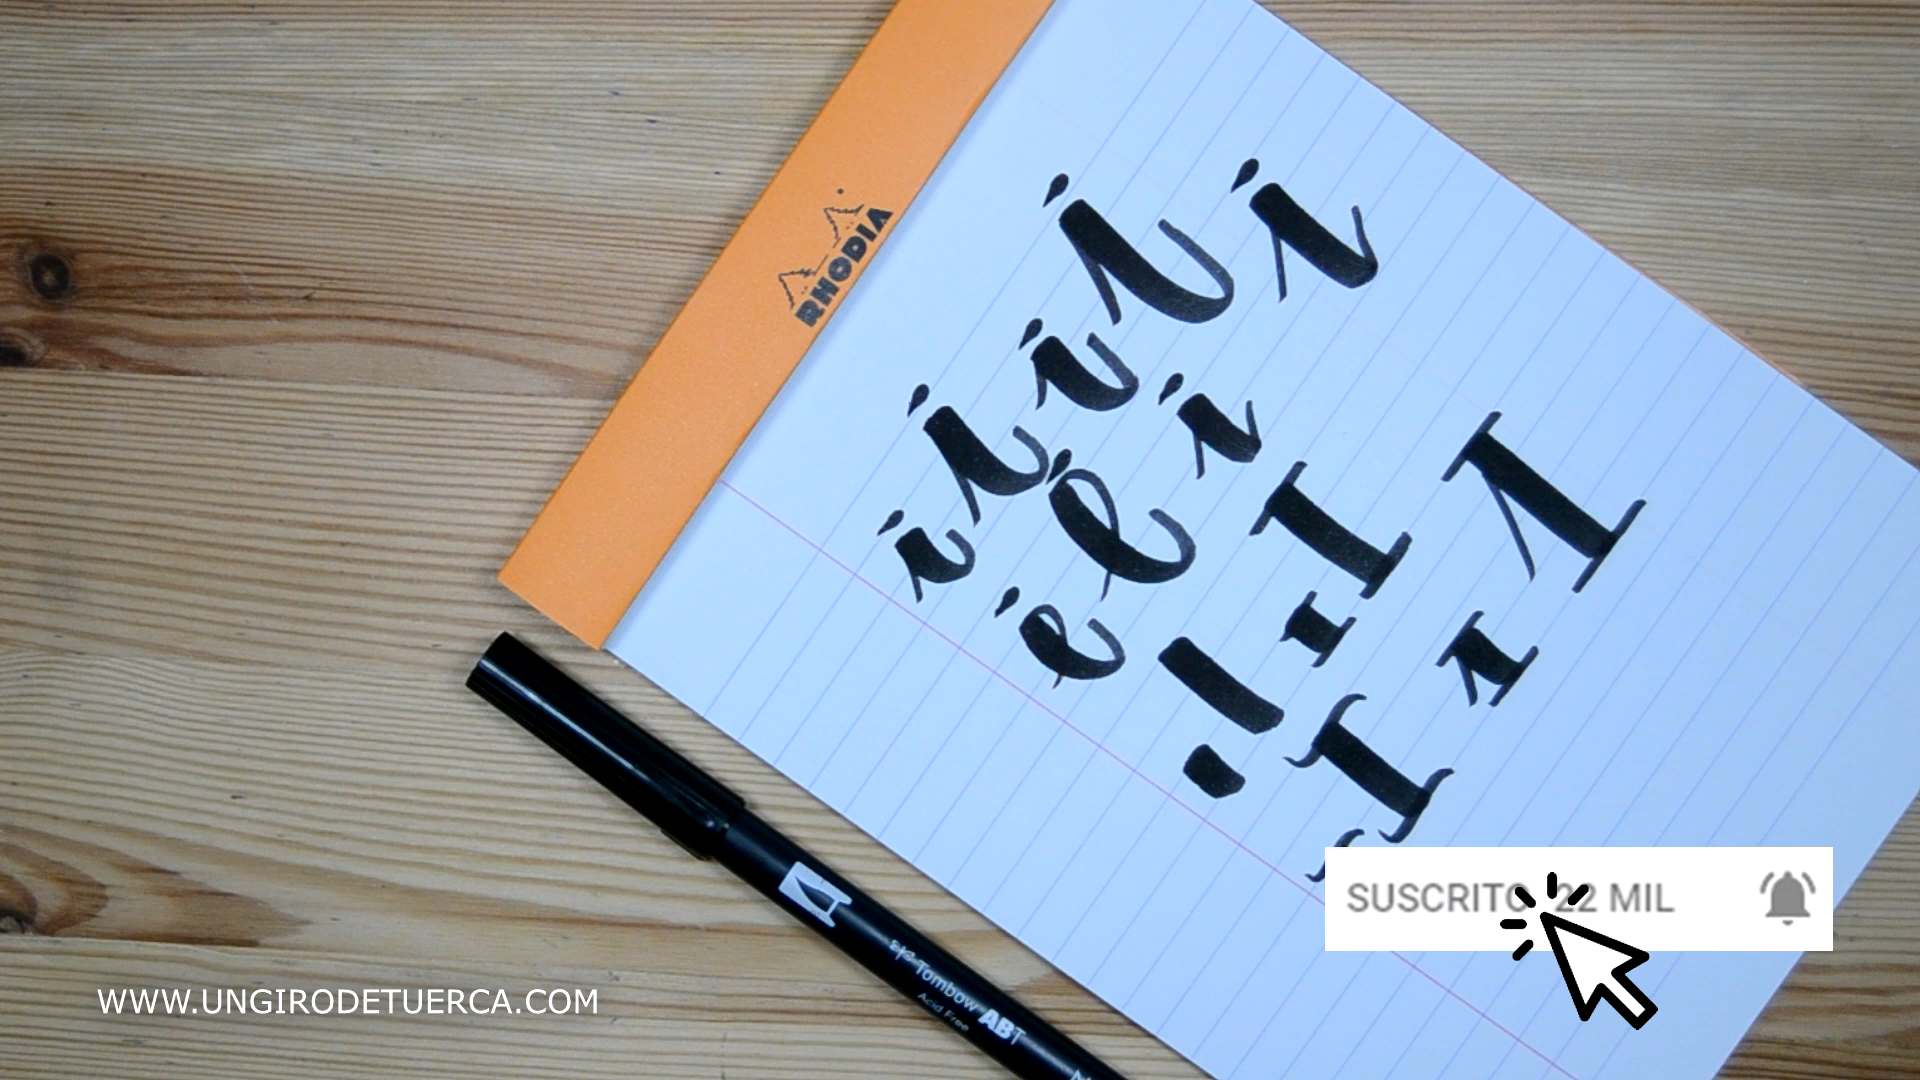 RHODIA
i i i
i i i
i i I I
i ! I I
I
Tombow ABT
Acid Free
SUSCRITO 22 MIL
WWW.UNGIRODETUERCA.COM